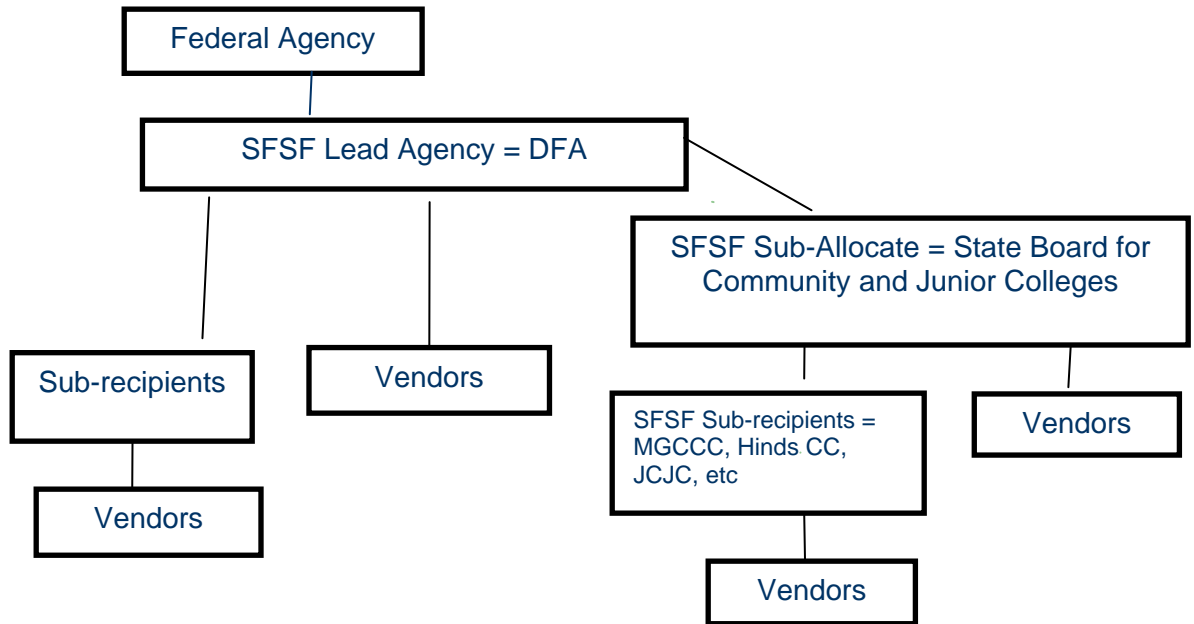 Federal Agency
SFSF Lead Agency = DFA
SFSF Sub-Allocate = State Board for
Community and Junior Colleges
Sub-recipients
Vendors
SFSF Sub-recipients =
MGCCC, Hinds CC,
JCJC, etc
Vendors
Vendors
Vendors